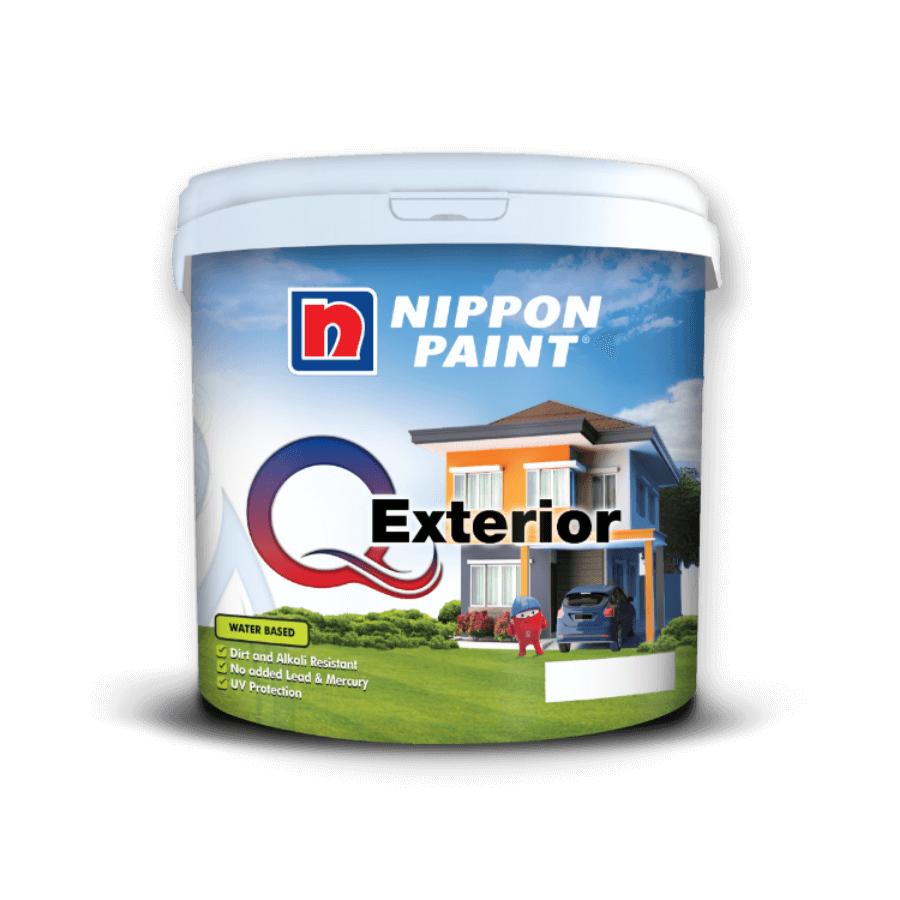 n
NIPPON
PAINT®
Q
Exterior
WATER BASED
Dirt and Alkali Resistant
No added Lead & Mercury
UV Protection